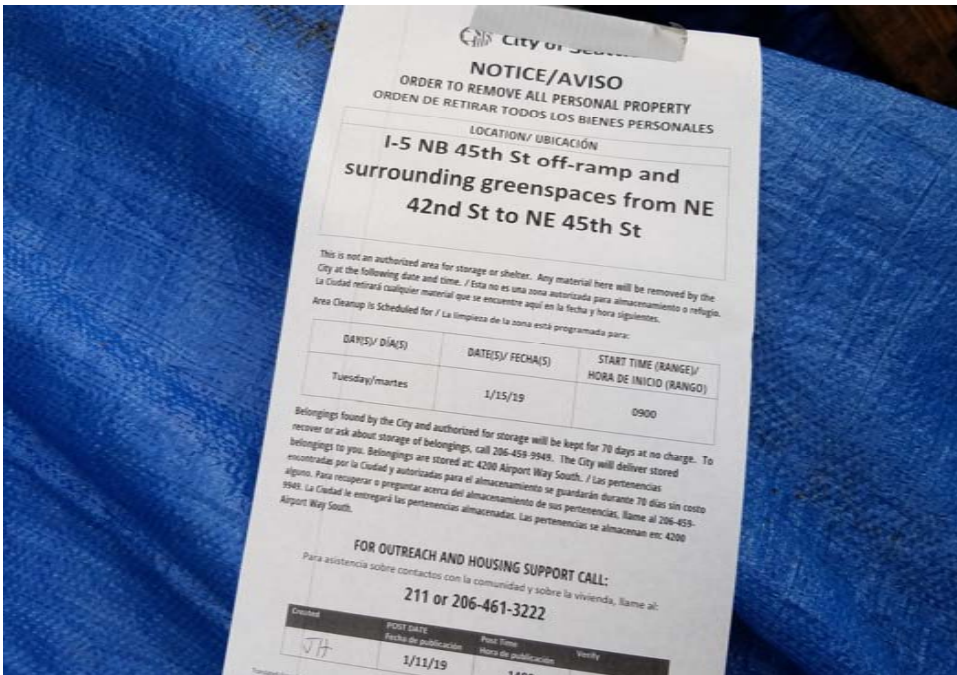 City of
NOTICE/AVISO
ORDER TO REMOVE ALL PERSONAL PROPERTY
ORDEN DE RETIRAR TODOS LOS BIENES PERSONALES
LOCATION/ UBICACIÓN
I-5 NB 45th St off-ramp and
surrounding greenspaces from NE
42nd St to NE 45th St
This is not an authorized area for storage or shelter. Any material here will be removed by the
City at the following date and time. / Esta no es una zona autorizada para almacenamiento o refugio.
La Ciudad retirará cualquier material que se encuentre aquí en la fecha y hora siguientes.
Area Cleanup Is Scheduled for / La limpieza de la zona está programada para:
DAY(S)/ DÍA(S) DATE(S)/ FECHA(S) START TIME (RANGE)/
HORA DE INICIO (RANGO)
Tuesday/martes 1/15/19 0900
Belongings found by the City and authorized for storage will be kept for 70 days at no charge. To
recover or ask about storage of belongings, call 206-459-9949. The City will deliver stored
belongings to you. Belongings are stored at: 4200 Airport Way South. / Las pertenencias
encontradas por la Ciudad y autorizadas para el almacenamiento se guardarán durante 70 días sin costo
alguno. Para recuperar o preguntar acerca del almacenamiento de sus pertenencias, llame al 206-459-
9949. La Ciudad le entregará las pertenencias almacenadas. Las pertenencias se almacenan en: 4200
Airport Way South.
FOR OUTREACH AND HOUSING SUPPORT CALL:
Para asistencia sobre contactos con la comunidad y sobre la vivienda, llame al:
211 or 206-461-3222
Created POST DATE Post Time Verify
Fecha de publicación Hora de publicación
JH 1/11/19